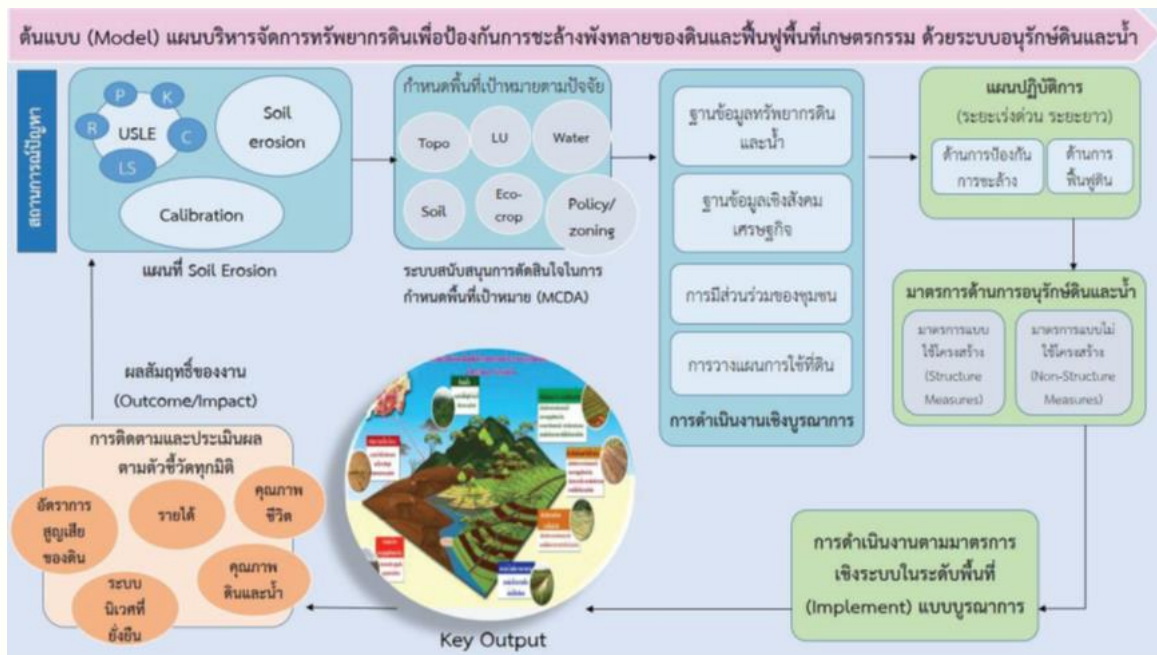 ต้นแบบ (Model) แผนบริหารจัดการทรัพยากรดินเพื่อป้องกันการชะล้างพังทลายของดินและฟื้นฟูพื้นที่เกษตรกรรม ด้วยระบบอนุรักษ์ดินและน้ำ
สถานการณ์ปัญหา
P
K
R
USLE
C
LS
Soil
erosion
Calibration
แผนที่ Soil Erosion
กำหนดพื้นที่เป้าหมายตามปัจจัย
Topo
LU
Water
Soil
Eco-
crop
Policy/
zoning
ระบบสนับสนุนการตัดสินใจในการ
กำหนดพื้นที่เป้าหมาย (MCDA)
ฐานข้อมูลทรัพยากรดิน
และน้ำ
ฐานข้อมูลเชิงสังคม
เศรษฐกิจ
การมีส่วนร่วมของชุมชน
การวางแผนการใช้ที่ดิน
การดำเนินงานเชิงบูรณาการ
แผนปฏิบัติการ
(ระยะเร่งด่วน ระยะยาว)
ด้านการป้องกัน
การชะล้าง
ด้านการ
ฟื้นฟูดิน
มาตรการด้านการอนุรักษ์ดินและน้ำ
มาตรการแบบ
ใช้โครงสร้าง
(Structure
Measures)
มาตรการแบบไม่
ใช้โครงสร้าง
(Non-Structure
Measures)
การดำเนินงานตามมาตรการ
เชิงระบบในระดับพื้นที่
(Implement) แบบบูรณาการ
Key Output
ผลสัมฤทธิ์ของงาน
(Outcome/Impact)
การติดตามและประเมินผล
ตามตัวชี้วัดทุกมิติ
อัตราการ
สูญเสีย
ของดิน
รายได้
คุณภาพ
ชีวิต
ระบบ
นิเวศที่
ยั่งยืน
คุณภาพ
ดินและน้ำ